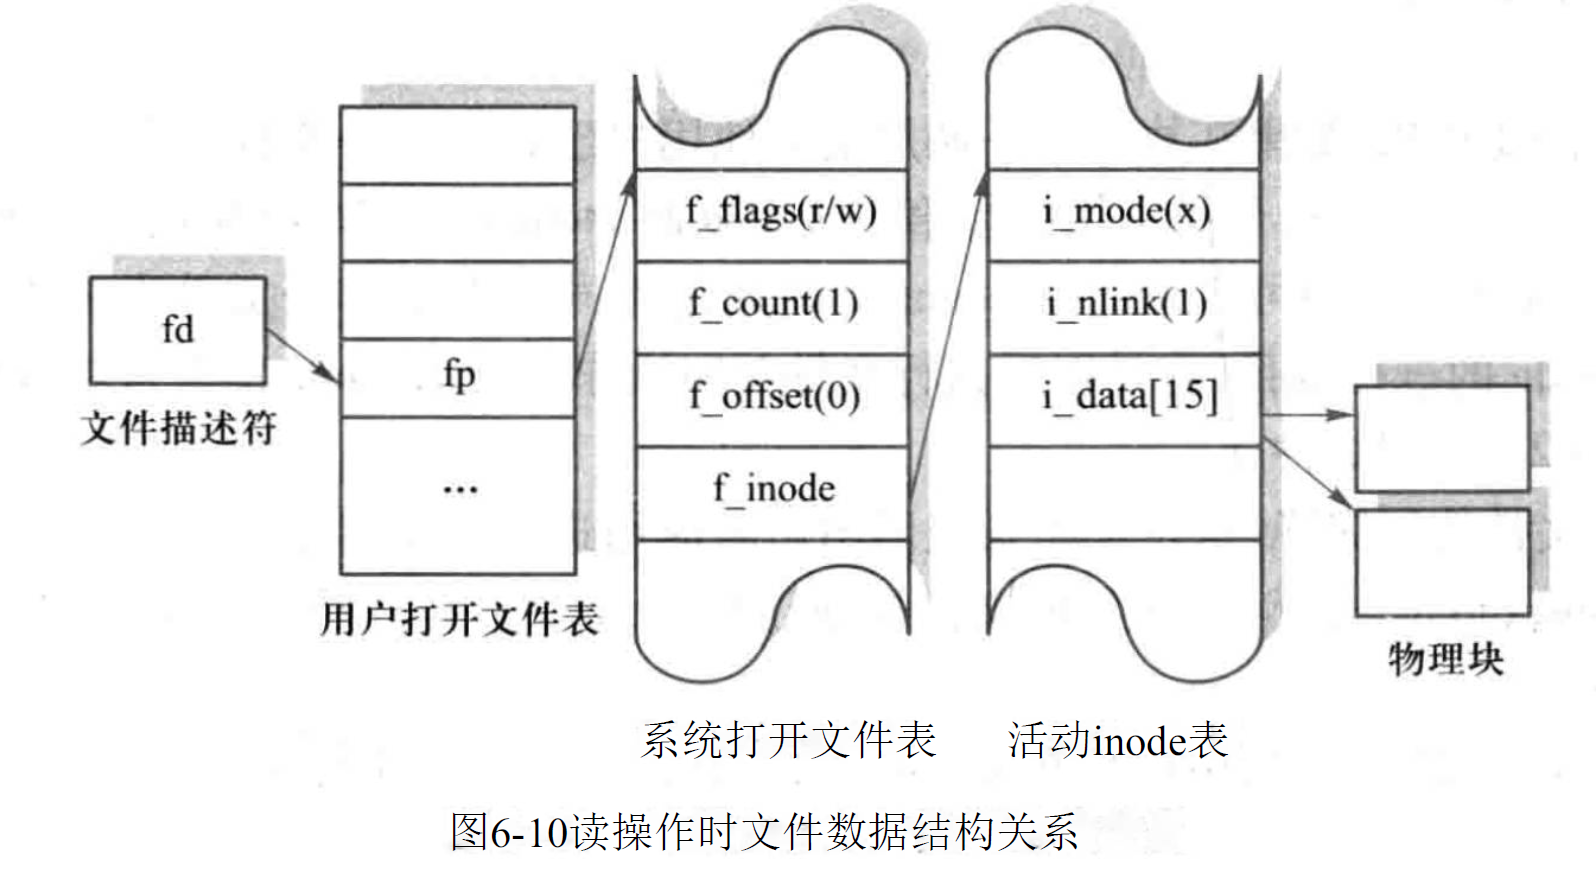 fd
文件描述符
fp
...
用户打开文件表
f_flags(r/w)
f_count(1)
f_offset(0)
f_inode
系统打开文件表
i_mode(x)
i_nlink(1)
i_data[15]
活动inode表
物理块
图6-10读操作时文件数据结构关系